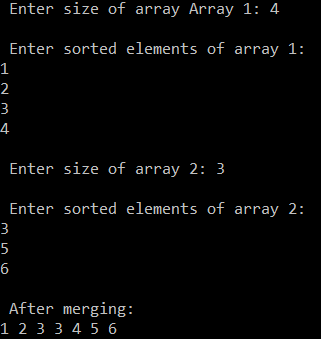 Enter size of array Array 1: 4
Enter sorted elements of array 1:
1
2
3
4
Enter size of array 2: 3
Enter sorted elements of array 2:
3
5
6
After merging:
1 2 3 3 4 5 6